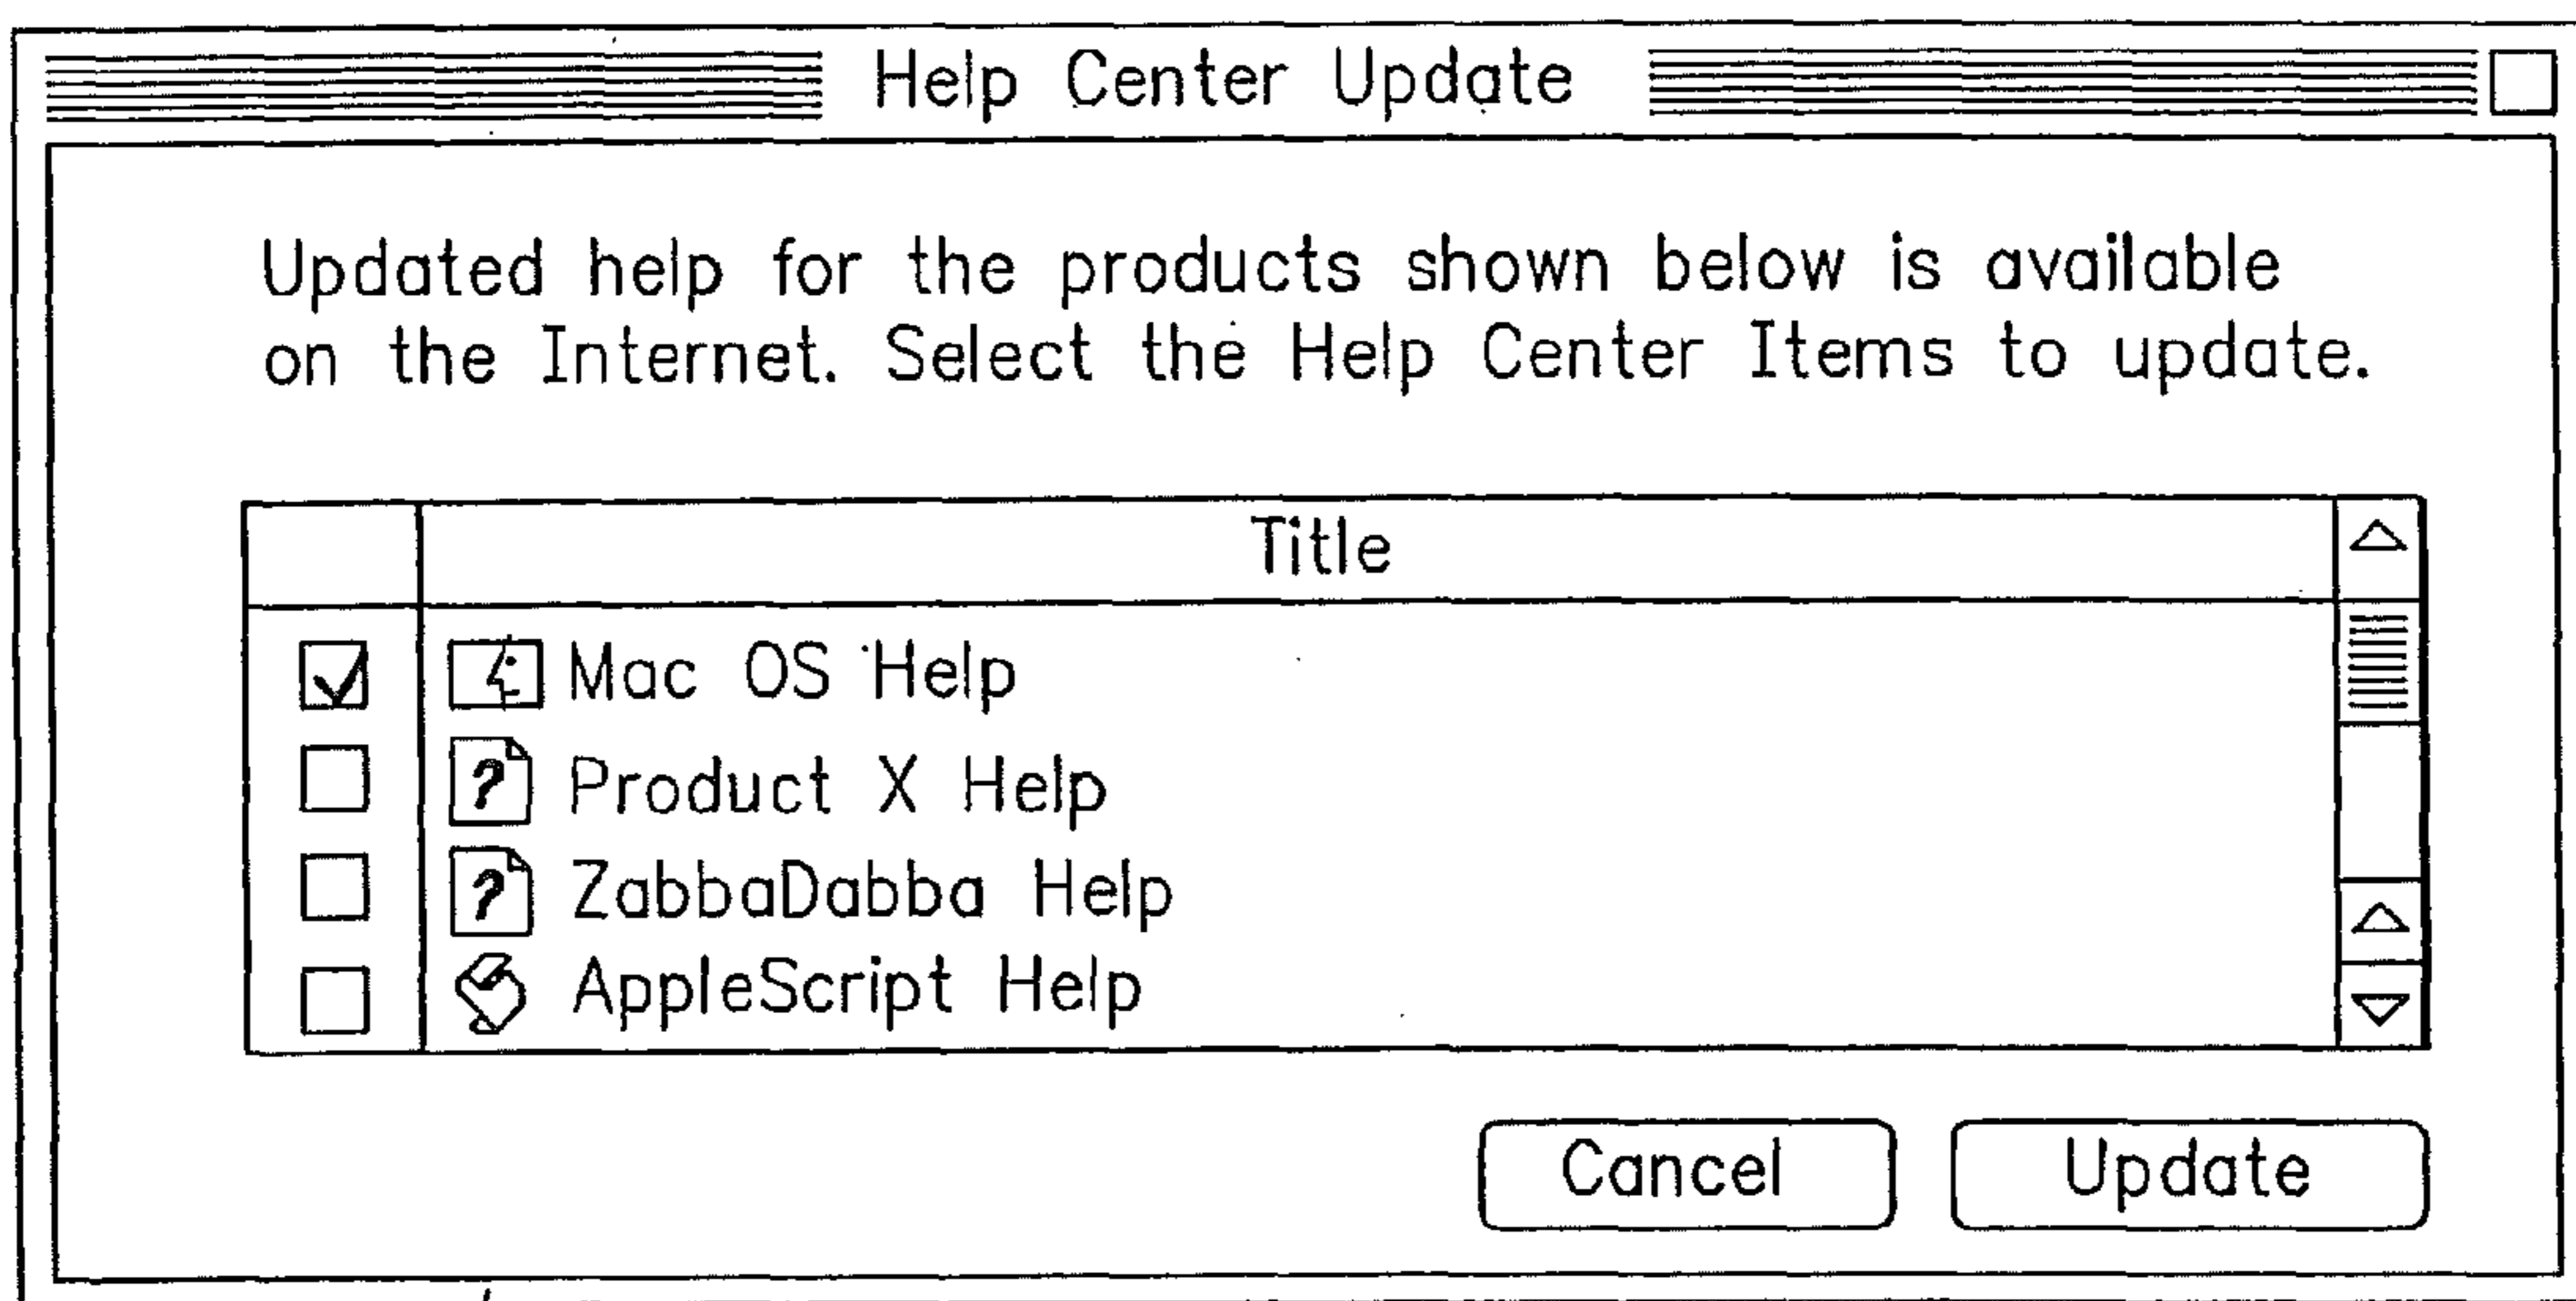 Help Center Update
Updated help for the products shown below is available
on the Internet. Select the Help Center Items to update.
Title
Mac OS Help
? Product X Help
? ZabbaDabba Help
AppleScript Help
Cancel Update